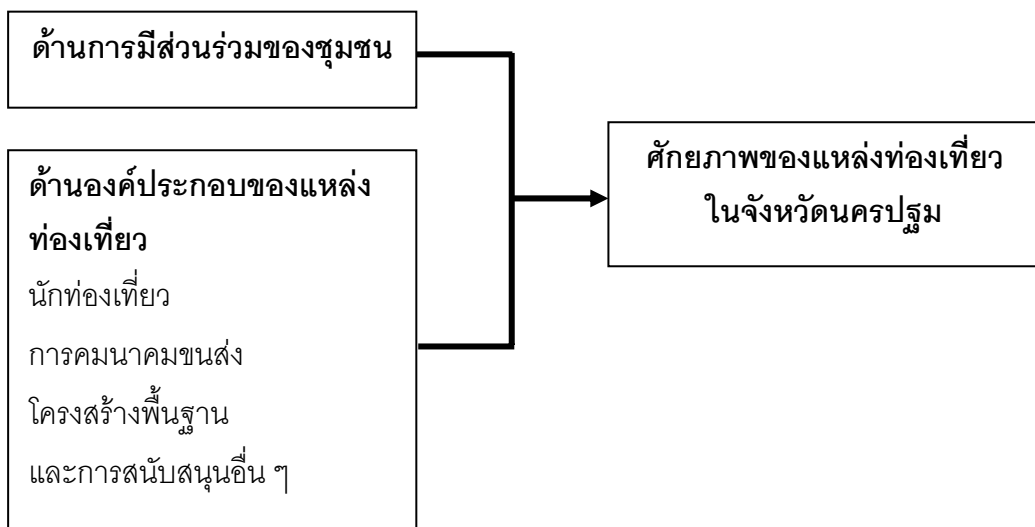 ด้านการมีส่วนร่วมของชุมชน
ด้านองค์ประกอบของแหล่ง
ท่องเที่ยว
นักท่องเที่ยว
การคมนาคมขนส่ง
โครงสร้างพื้นฐาน
และการสนับสนุนอื่น ๆ
ศักยภาพของแหล่งท่องเที่ยว
ในจังหวัดนครปฐม